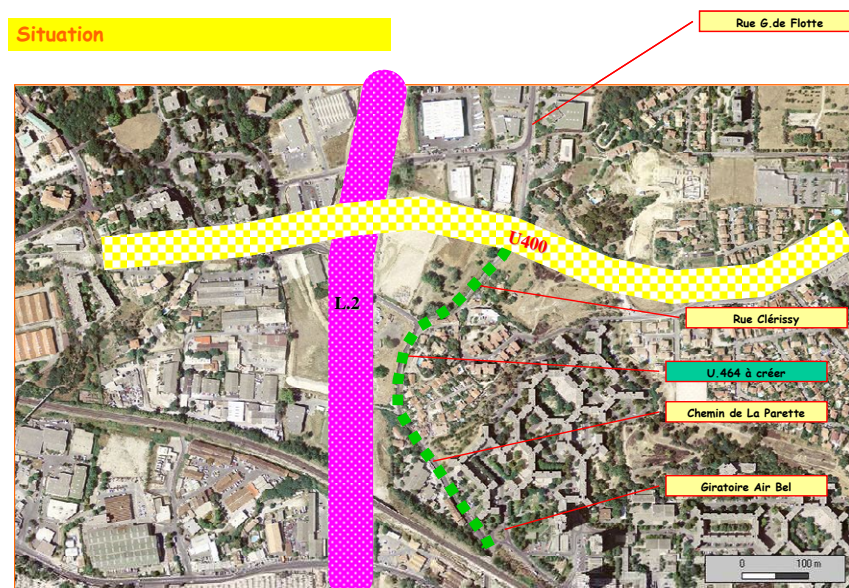 Rue G.de Flotte
Situation
U400
L.2
Rue Clérissy
U.464 à créer
Chemin de La Parette
Giratoire Air Bel
0 100 m